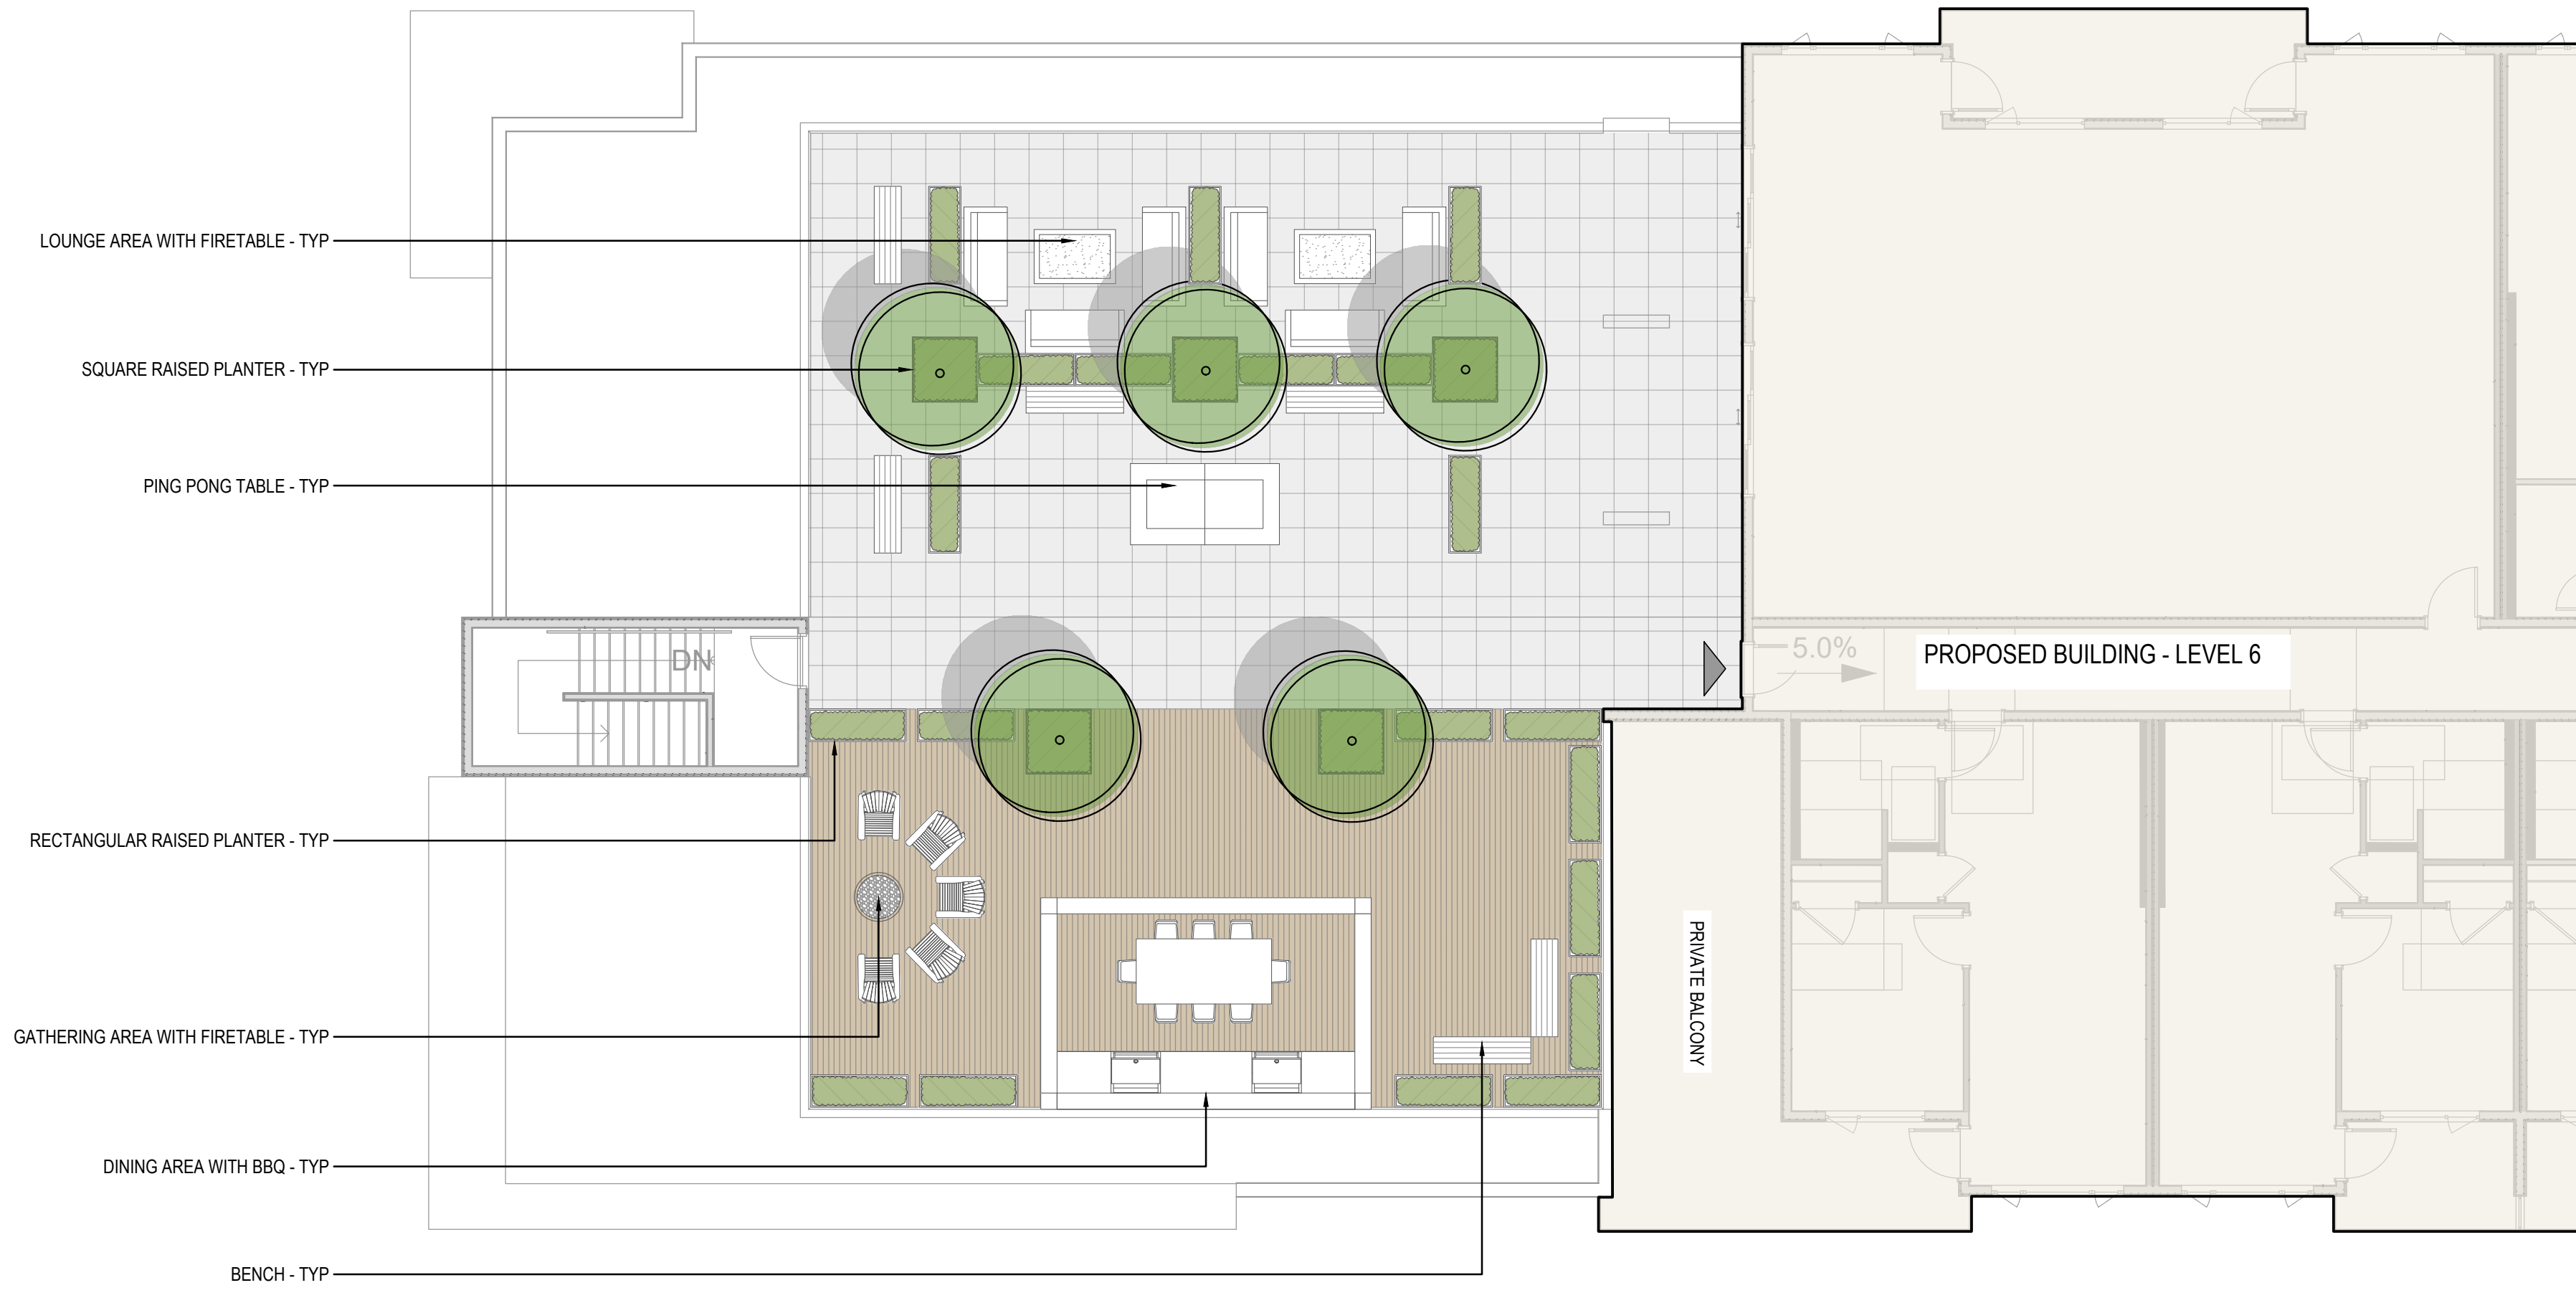 LOUNGE AREA WITH FIRETABLE - TYP
SQUARE RAISED PLANTER - TYP
PING PONG TABLE - TYP
DN
5.0%
PROPOSED BUILDING - LEVEL 6
RECTANGULAR RAISED PLANTER - TYP
PRIVATE BALCONY
GATHERING AREA WITH FIRETABLE - TYP
DINING AREA WITH BBQ - TYP
BENCH - TYP